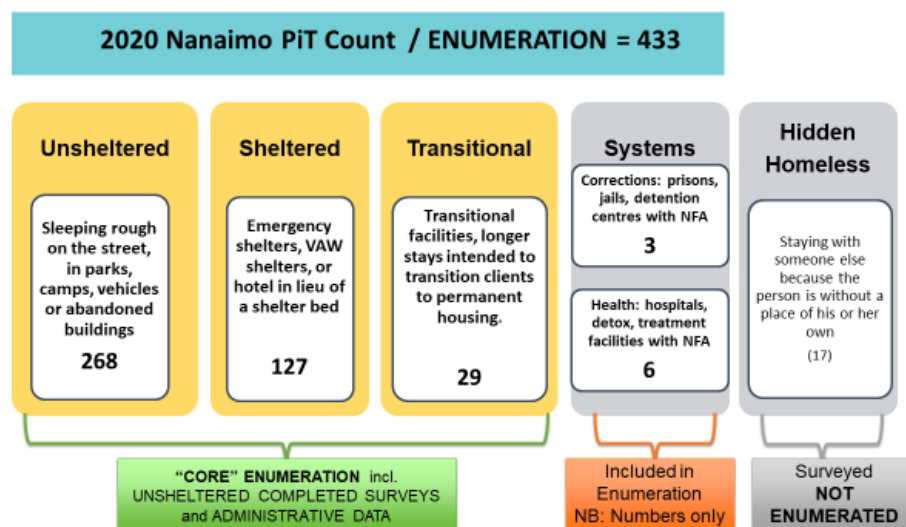 2020 Nanaimo PiT Count / ENUMERATION = 433
Unsheltered
Sleeping rough
on the street,
in parks,
camps, vehicles
or abandoned
buildings
268
Sheltered
Emergency
shelters, VAW
shelters, or
hotel in lieu of
a shelter bed
127
Transitional
Transitional
facilities, longer
stays intended to
transition clients
to permanent
housing.
29
Systems
Corrections: prisons,
jails, detention
centres with NFA
3
Health: hospitals,
detox, treatment
facilities with NFA
6
Hidden
Homeless
Staying with
someone else
because the
person is without a
place of his or her
own
(17)
“CORE” ENUMERATION incl.
UNSHELTERED COMPLETED SURVEYS
and ADMINISTRATIVE DATA
Included in
Enumeration
NB: Numbers only
Surveyed
NOT
ENUMERATED